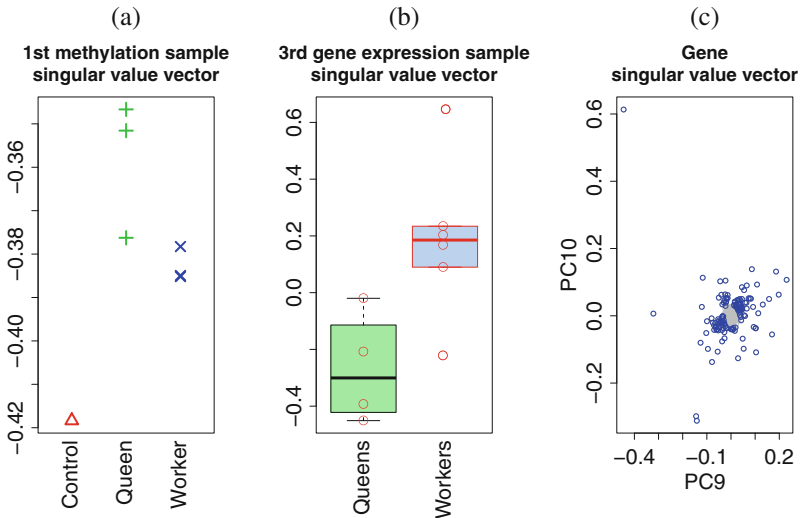 (a)
1st methylation sample
singular value vector
−0.36
−0.38
−0.40
−0.42
Control
Queen
Worker
(b)
3rd gene expression sample
singular value vector
0.6
0.4
0.2
0.0
−0.4
Queens
Workers
(c)
Gene
singular value vector
PC10
0.6
0.4
0.2
0.0
−0.2
−0.4
−0.1
0.2
PC9